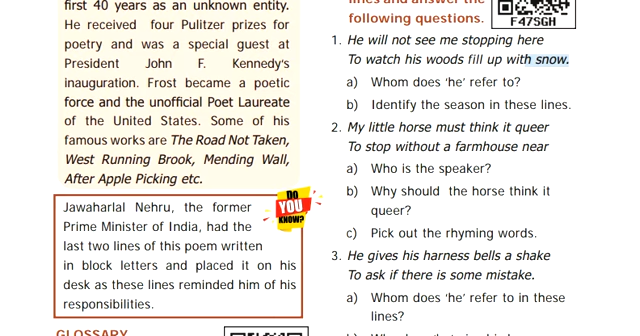 first 40 years as an unknown entity.
He received four Pulitzer prizes for
poetry and was a special guest at
President John F. Kennedy's
inauguration. Frost became a poetic
force and the unofficial Poet Laureate
of the United States. Some of his
famous works are The Road Not Taken,
West Running Brook, Mending Wall,
After Apple Picking etc.
DO
YOU
KNOW?
Jawaharlal Nehru, the former
Prime Minister of India, had the
last two lines of this poem written
in block letters and placed it on his
desk as these lines reminded him of his
responsibilities.
GLOSSARY
lines and answer the
following questions.
F47SGH
1. He will not see me stopping here
To watch his woods fill up with snow.
a) Whom does 'he' refer to?
b) Identify the season in these lines.
2. My little horse must think it queer
To stop without a farmhouse near
a) Who is the speaker?
b) Why should the horse think it
queer?
c) Pick out the rhyming words.
3. He gives his harness bells a shake
To ask if there is some mistake.
a) Whom does 'he' refer to in these
lines?